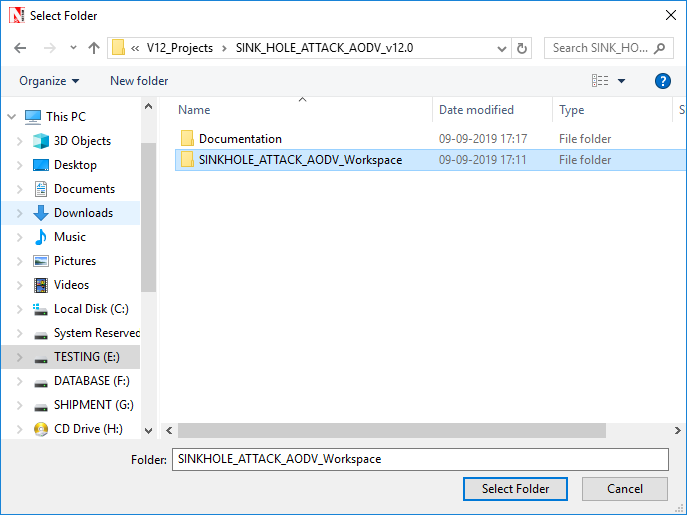 Select Folder
« V12_Projects > SINK_HOLE_ATTACK_AODV_v12.0
Search SINK_HO...
Organize New folder
Name Date modified Type S
Documentation 09-09-2019 17:17 File folder
SINKHOLE_ATTACK_AODV_Workspace 09-09-2019 17:11 File folder
This PC
3D Objects
Desktop
Documents
Downloads
Music
Pictures
Videos
Local Disk (C:)
System Reserved
TESTING (E:)
DATABASE (F:)
SHIPMENT (G:)
CD Drive (H:)
Folder: SINKHOLE_ATTACK_AODV_Workspace
Select Folder Cancel